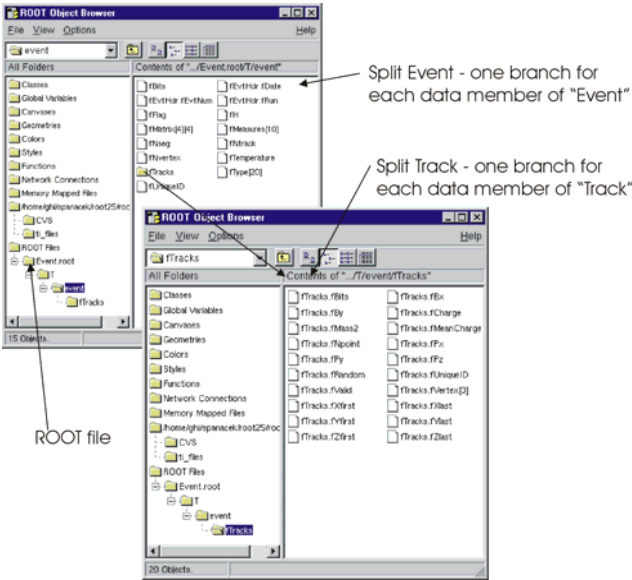 ROOT Object Browser
File View Options Help
event
All Folders
Contents of ".../Event.root/T/event"
Classes
Global Variables
Canvases
Geometries
Colors
Styles
Functions
Network Connections
Memory Mapped Files
CVS
tl_files
ROOT Files
Event.root
T
event
fTracks
15 Objects.
fBits
fEvtHdr.fDate
fEvtHdr.fEvtNum
fEvtHdr.fRun
fFlag
fH
fMatrix[4][4]
fMeasures[10]
fNseg
fNtrack
fNvertex
fTemperature
fTracks
fType[20]
fUniqueID
Split Event - one branch for
each data member of "Event"
Split Track - one branch for
each data member of "Track"
ROOT file
ROOT Object Browser
File View Options Help
fTracks
All Folders
Contents of ".../T/event/fTracks"
Classes
Global Variables
Canvases
Geometries
Colors
Styles
Functions
Network Connections
Memory Mapped Files
CVS
tl_files
ROOT Files
Event.root
T
event
fTracks
20 Objects.
fTracks.fBits
fTracks.fBx
fTracks.fBy
fTracks.fCharge
fTracks.fMass2
fTracks.fMeanCharge
fTracks.fNpoint
fTracks.fPx
fTracks.fPy
fTracks.fPz
fTracks.fRandom
fTracks.fUniqueID
fTracks.fValid
fTracks.fVertex[3]
fTracks.fXfirst
fTracks.fXlast
fTracks.fYfirst
fTracks.fYlast
fTracks.fZfirst
fTracks.fZlast